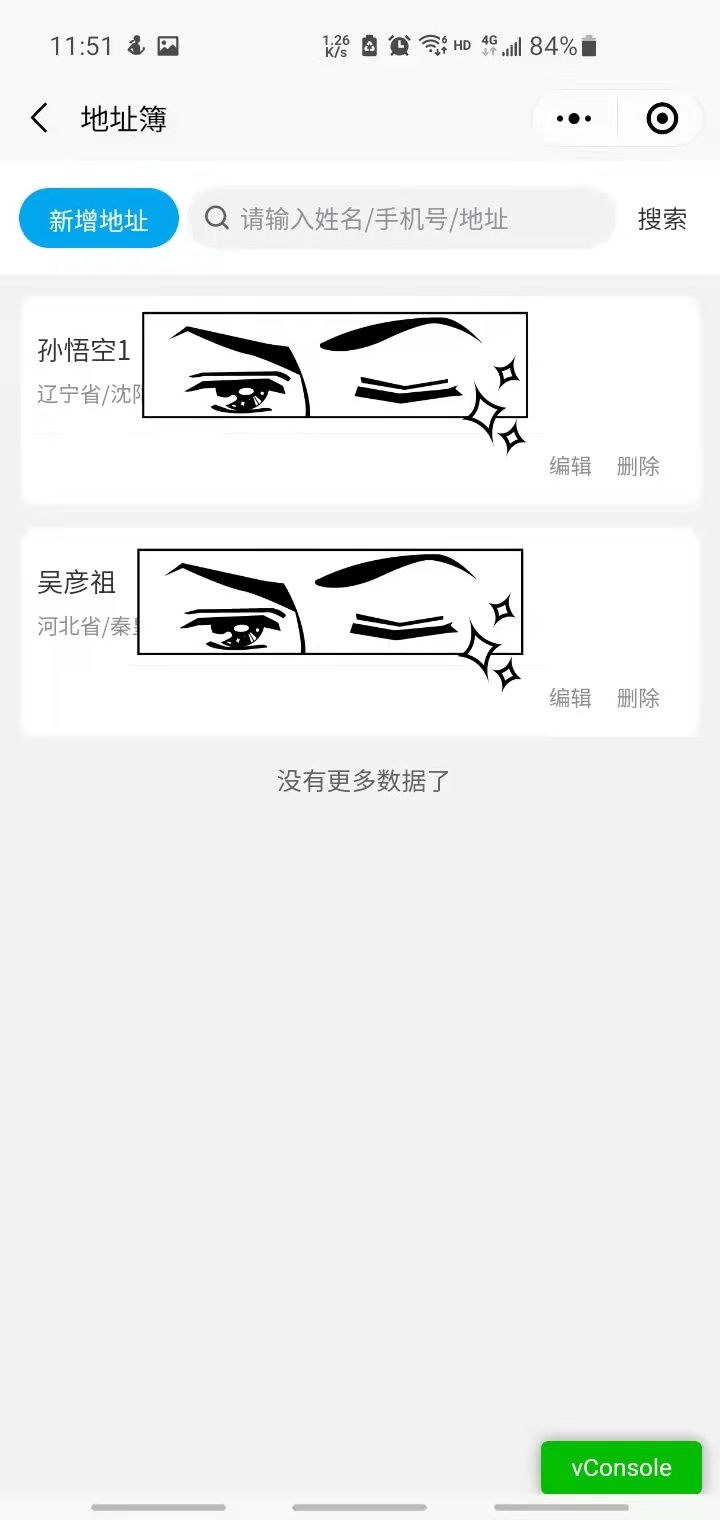 11:51 1.26 K/s HD 4G 84%
地址簿
新增地址 请输入姓名/手机号/地址 搜索
孙悟空1
辽宁省/沈
编辑 删除
吴彦祖
河北省/秦
编辑 删除
没有更多数据了
vConsole